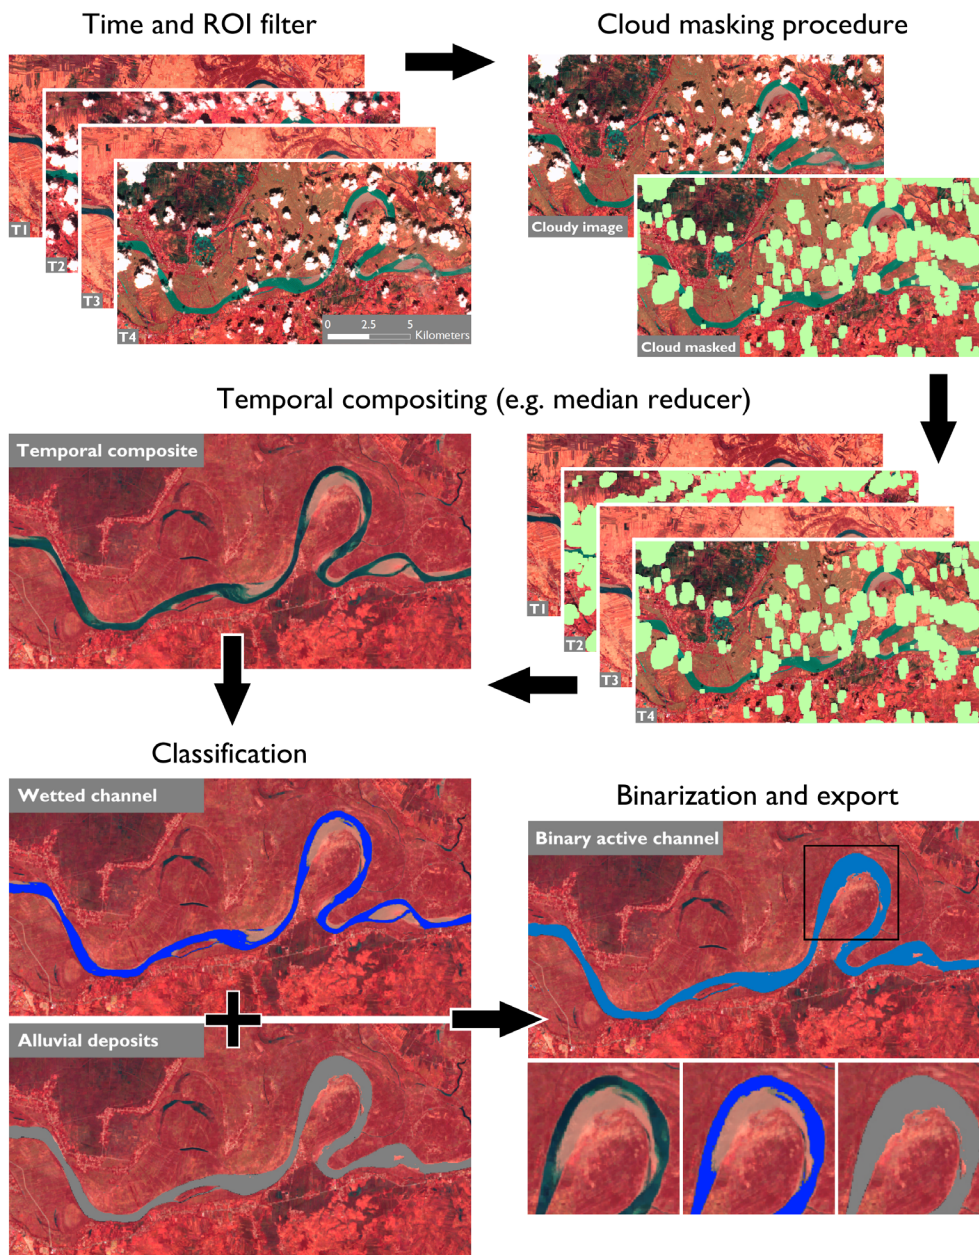 Time and ROI filter
Cloud masking procedure
T1
T2
T3
T4
0 2.5 5
Kilometers
Cloudy image
Cloud masked
Temporal compositing (e.g. median reducer)
Temporal composite
T1
T2
T3
T4
Classification
Wetted channel
Alluvial deposits
Binarization and export
Binary active channel